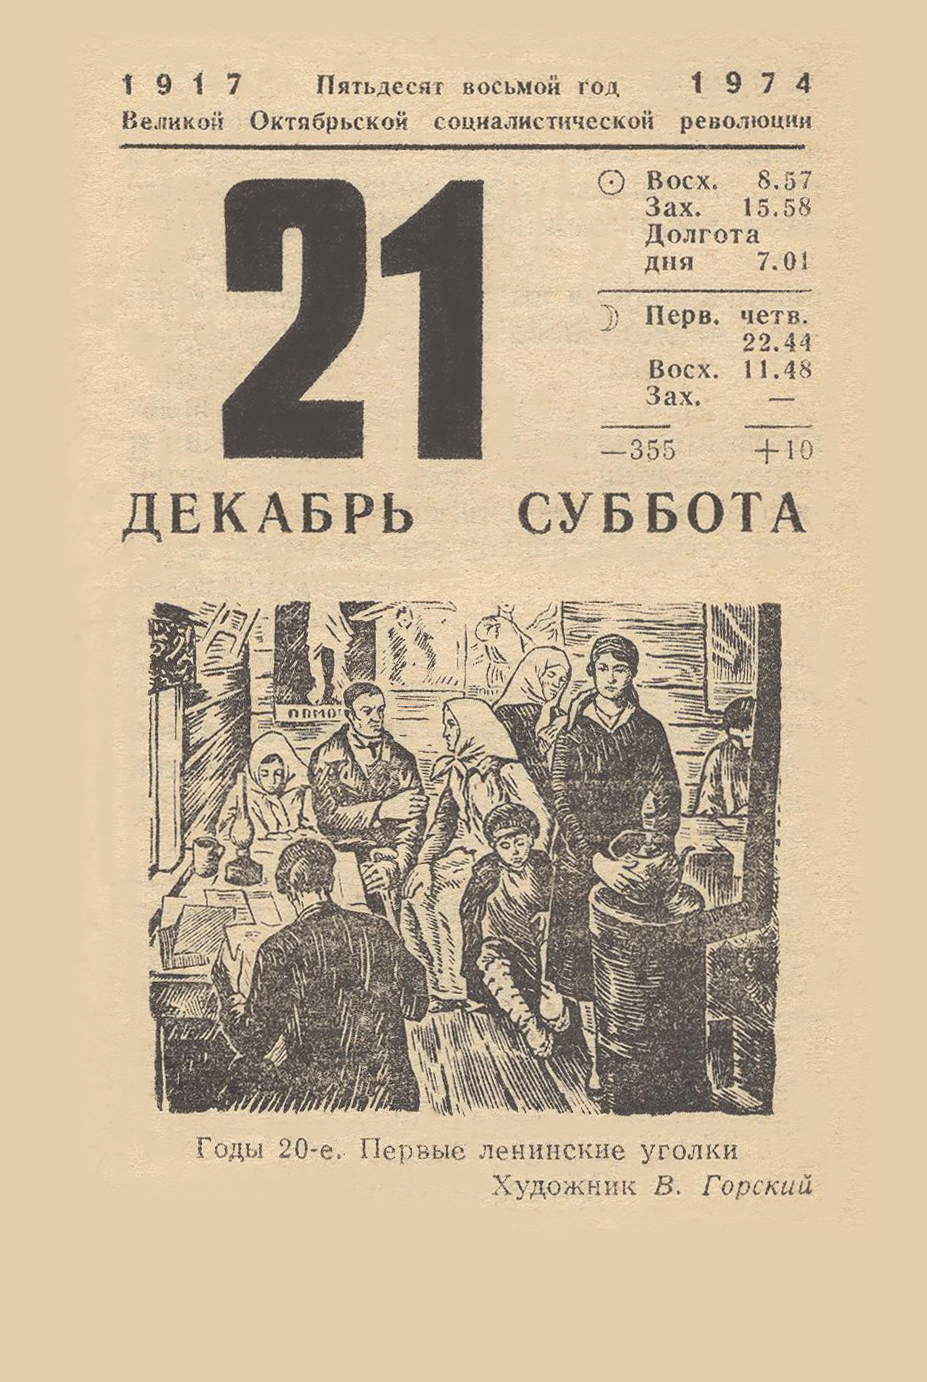 1917 Пятьдесят восьмой год 1974
Великой Октябрьской социалистической революции
21
Восх. 8.57
Зах. 15.58
Долгота
дня 7.01
Перв. четв.
22.44
Восх. 11.48
Зах. —
—355 +10
ДЕКАБРЬ СУББОТА
ПОМО
Годы 20-е. Первые ленинские уголки
Художник В. Горский